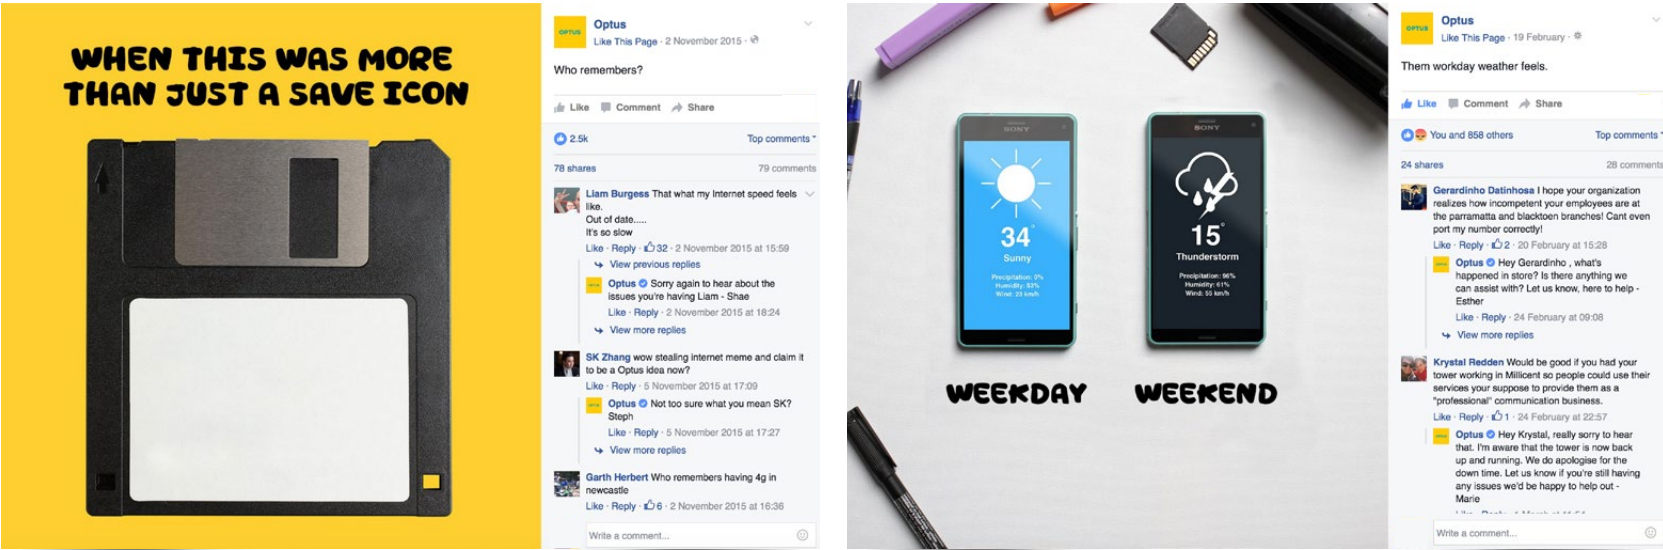 WHEN THIS WAS MORE
THAN JUST A SAVE ICON
OPTUS
Optus
Like This Page · 2 November 2015 ·
Who remembers?
Like Comment Share
2.5k Top comments
78 shares 79 comments
Liam Burgess That what my Internet speed feels
like.
Out of date.....
It's so slow
Like · Reply · 32 · 2 November 2015 at 15:59
View previous replies
Optus Sorry again to hear about the
issues you're having Liam - Shae
Like · Reply · 2 November 2015 at 18:24
View more replies
SK Zhang wow stealing internet meme and claim it
to be a Optus idea now?
Like · Reply · 5 November 2015 at 17:09
Optus Not too sure what you mean SK?
Steph
Like · Reply · 5 November 2015 at 17:27
View more replies
Garth Herbert Who remembers having 4g in
newcastle
Like · Reply · 6 · 2 November 2015 at 16:36
Write a comment...
SONY
34°
Sunny
Precipitation: 0%
Humidity: 53%
Wind: 23 km/h
WEEKDAY
SONY
15°
Thunderstorm
Precipitation: 96%
Humidity: 61%
Wind: 55 km/h
WEEKEND
OPTUS
Optus
Like This Page · 19 February ·
Them workday weather feels.
Like Comment Share
You and 858 others Top comments
24 shares 28 comments
Gerardinho Datinhosa I hope your organization
realizes how incompetent your employees are at
the parramatta and blacktoen branches! Cant even
port my number correctly!
Like · Reply · 2 · 20 February at 15:28
Optus Hey Gerardinho , what's
happened in store? Is there anything we
can assist with? Let us know, here to help -
Esther
Like · Reply · 24 February at 09:08
View more replies
Krystal Redden Would be good if you had your
tower working in Millicent so people could use their
services your suppose to provide them as a
"professional" communication business.
Like · Reply · 1 · 24 February at 22:57
Optus Hey Krystal, really sorry to hear
that. I'm aware that the tower is now back
up and running. We do apologise for the
down time. Let us know if you're still having
any issues we'd be happy to help out -
Marie
Write a comment...